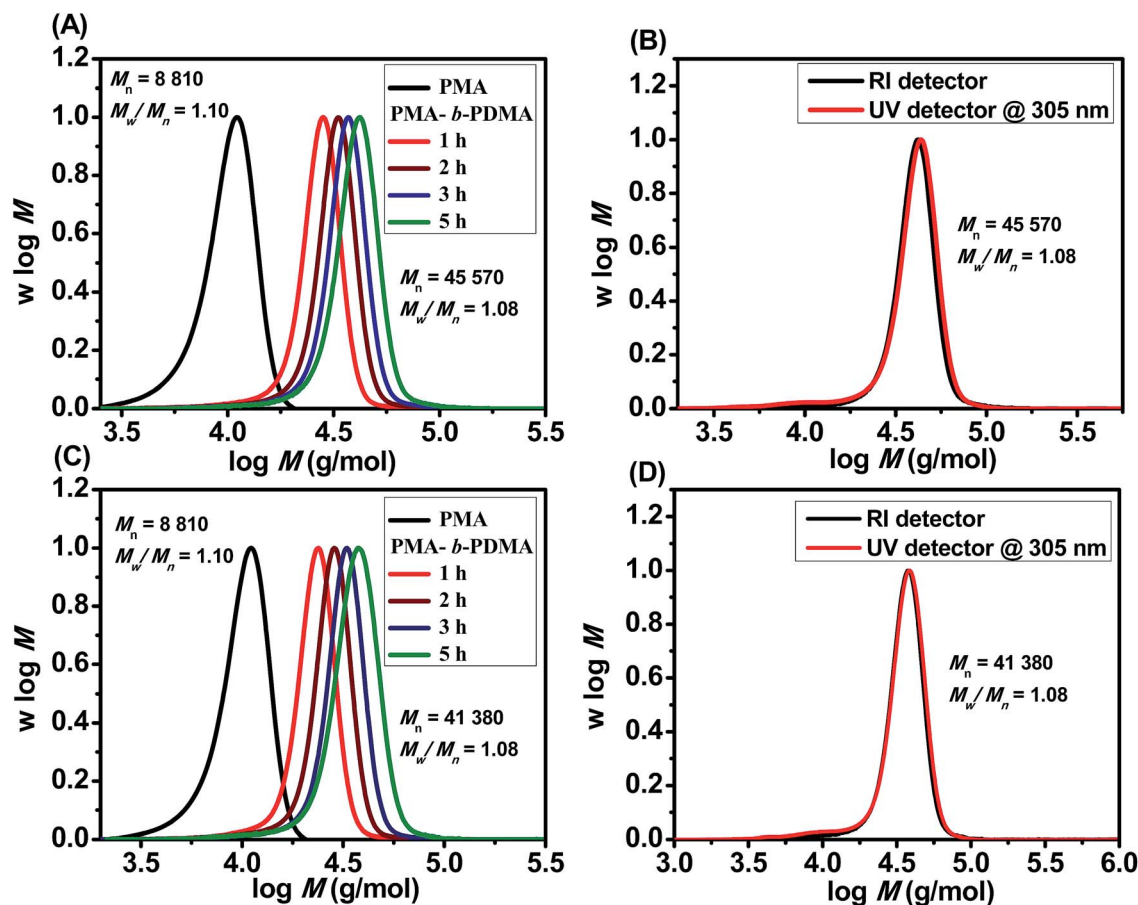 (A)
1.2
1.0
0.8
0.6
0.4
0.2
0.0
w log M
Mn = 8 810
Mw/ Mn = 1.10
PMA
PMA- b-PDMA
1 h
2 h
3 h
5 h
Mn = 45 570
Mw/ Mn = 1.08
3.5 4.0 4.5 5.0 5.5
log M (g/mol)
(B)
1.2
1.0
0.8
0.6
0.4
0.2
0.0
w log M
RI detector
UV detector @ 305 nm
Mn = 45 570
Mw/ Mn = 1.08
3.5 4.0 4.5 5.0 5.5
log M (g/mol)
(C)
1.2
1.0
0.8
0.6
0.4
0.2
0.0
w log M
Mn = 8 810
Mw/ Mn = 1.10
PMA
PMA- b-PDMA
1 h
2 h
3 h
5 h
Mn = 41 380
Mw/ Mn = 1.08
3.5 4.0 4.5 5.0 5.5
log M (g/mol)
(D)
1.2
1.0
0.8
0.6
0.4
0.2
0.0
w log M
RI detector
UV detector @ 305 nm
Mn = 41 380
Mw/ Mn = 1.08
3.0 3.5 4.0 4.5 5.0 5.5 6.0
log M (g/mol)